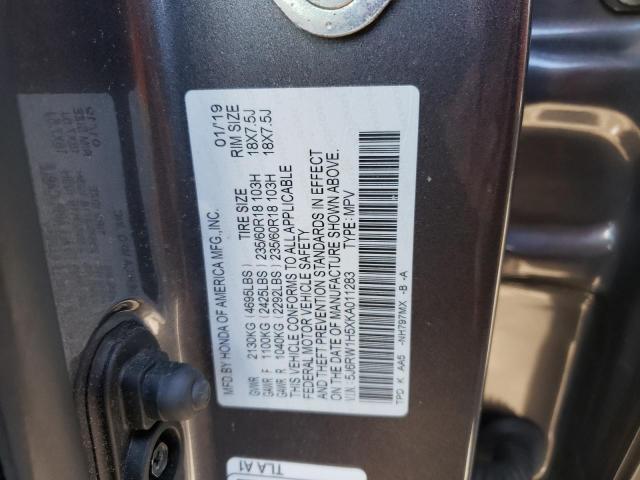 MFD.BY HONDA OF AMERICA MFG., INC. 01/'19
TIRE SIZE RIM SIZE
GVWR 2130KG (4695LBS)
GAWR F 1100KG (2425LBS) 235/60R18 103H 18X7.5J
GAWR R 1040KG (2292LBS) 235/60R18 103H 18X7.5J
THIS VEHICLE CONFORMS TO ALL APPLICABLE
FEDERAL MOTOR VEHICLE SAFETY
AND THEFT PREVENTION STANDARDS IN EFFECT
ON THE DATE OF MANUFACTURE SHOWN ABOVE.
V.I.N.: 5J6RW1H5XKA011283 TYPE: MPV
TPD K AA5 -NH797MX -B -A
TLA A1